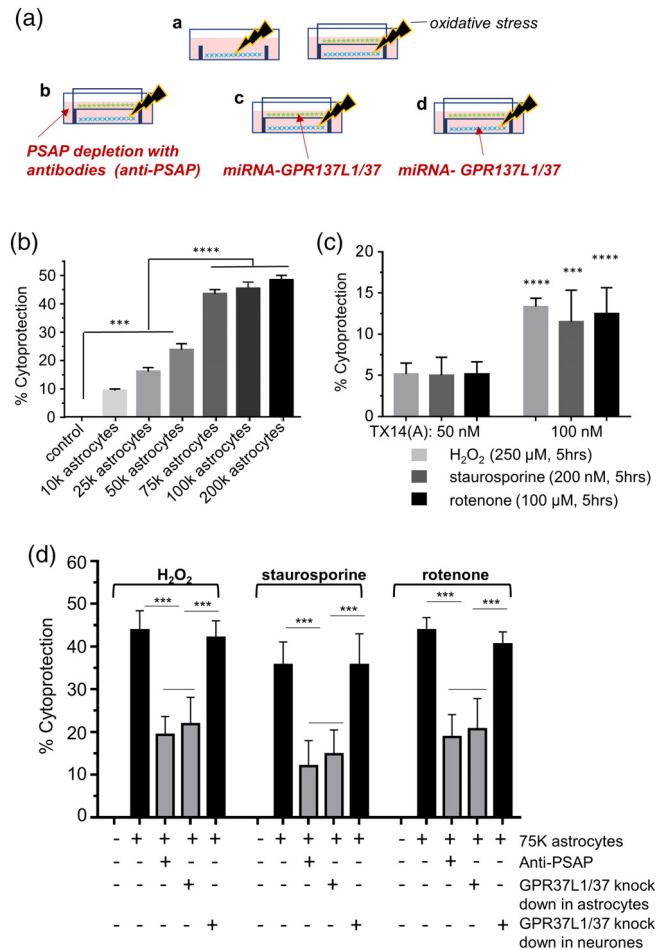 (a)
a
oxidative stress
b
c
d
PSAP depletion with
antibodies (anti-PSAP)
miRNA-GPR137L1/37
miRNA- GPR137L1/37
(b)
% Cytoprotection
50
40
30
20
10
0
***
****
control
10k astrocytes
25k astrocytes
50k astrocytes
75k astrocytes
100k astrocytes
200k astrocytes
(c)
% Cytoprotection
20
15
10
5
0
**** *** ****
TX14(A): 50 nM 100 nM
H₂O₂ (250 µM, 5hrs)
staurosporine (200 nM, 5hrs)
rotenone (100 µM, 5hrs)
(d)
% Cytoprotection
60
50
40
30
20
10
0
H₂O₂ staurosporine rotenone
*** *** *** *** *** ***
- + + + + - + + + + - + + + + 75K astrocytes
- - + - - - - + - - - - + - - Anti-PSAP
- - - + - - - - + - - - - + - GPR37L1/37 knock
down in astrocytes
- - - - + - - - - + - - - - + GPR37L1/37 knock
down in neurones